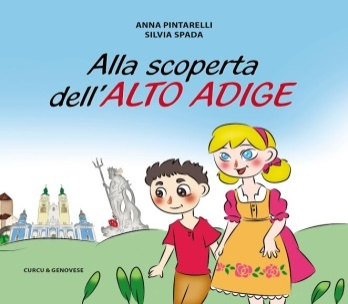 ANNA PINTARELLI
SILVIA SPADA
Alla scoperta
dell'ALTO ADIGE
CURCU & GENOVESE